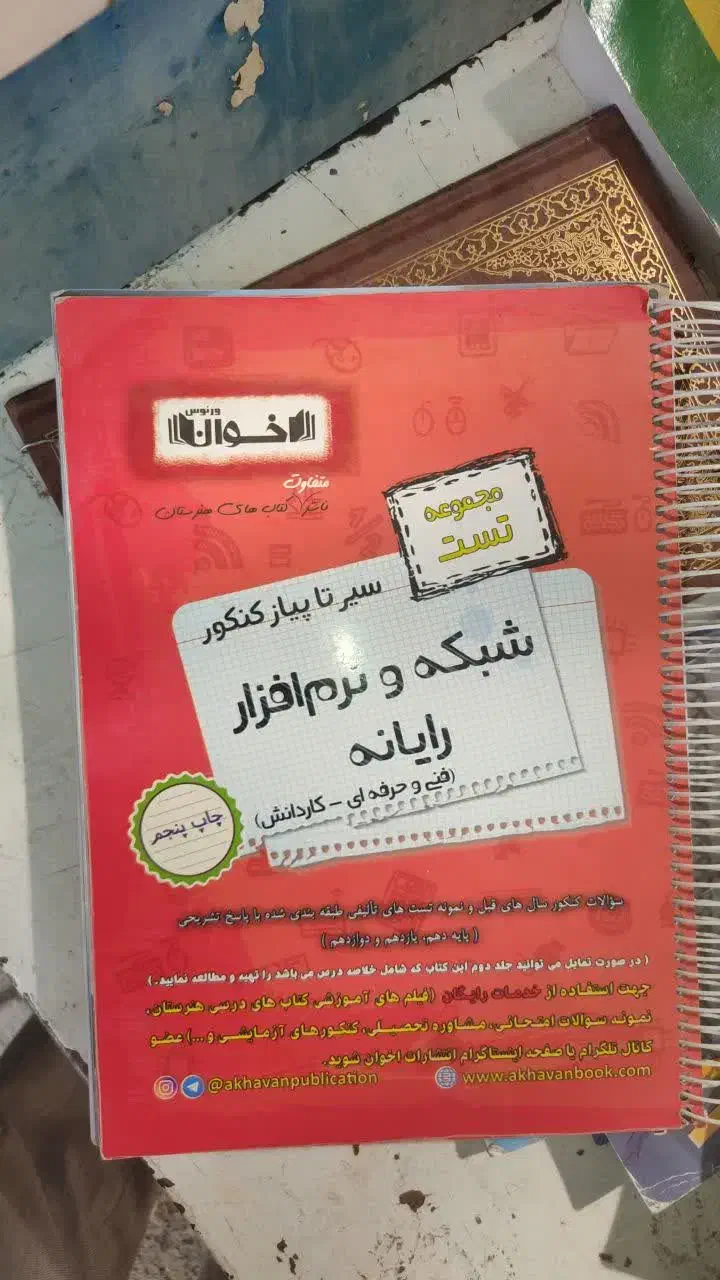 ورنوس
اخوان
متفاوت
ناشر کتاب های هنرستان
مجموعه
تست
سیر تا پیاز کنکور
شبکه و نرم‌افزار
رایانه
(فنی و حرفه ای - کاردانش)
چاپ پنجم
سؤالات کنکور سال های قبل و نمونه تست های تألیفی طبقه بندی شده با پاسخ تشریحی
( پایه دهم، یازدهم و دوازدهم )
( در صورت تمایل می توانید جلد دوم این کتاب که شامل خلاصه درس می باشد را تهیه و مطالعه نمایید. )
جهت استفاده از خدمات رایگان (فیلم های آموزشی کتاب های درسی هنرستان،
نمونه سوالات امتحانی، مشاوره تحصیلی، کنکورهای آزمایشی و...) عضو
کانال تلگرام یا صفحه اینستاگرام انتشارات اخوان شوید.
@akhavanpublication www.akhavanbook.com